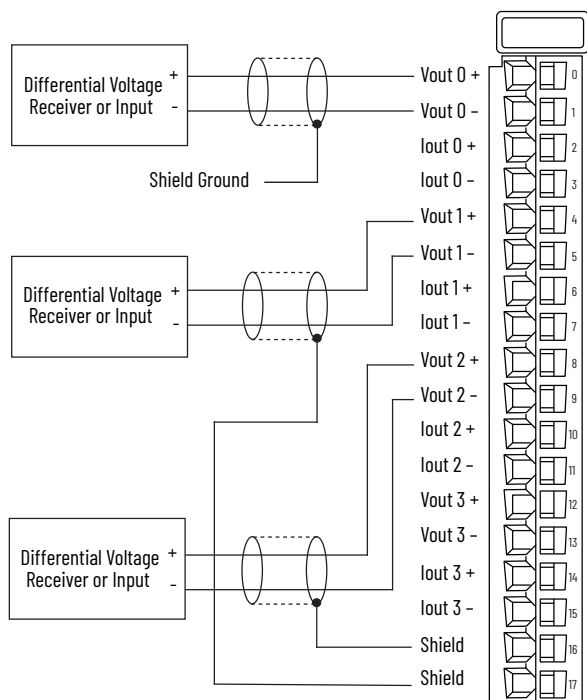 Differential Voltage
Receiver or Input
+
-
Shield Ground
Differential Voltage
Receiver or Input
+
-
Differential Voltage
Receiver or Input
+
-
Vout 0 +
Vout 0 –
Iout 0 +
Iout 0 –
Vout 1 +
Vout 1 –
Iout 1 +
Iout 1 –
Vout 2 +
Vout 2 –
Iout 2 +
Iout 2 –
Vout 3 +
Vout 3 –
Iout 3 +
Iout 3 –
Shield
Shield
0
1
2
3
4
5
6
7
8
9
10
11
12
13
14
15
16
17